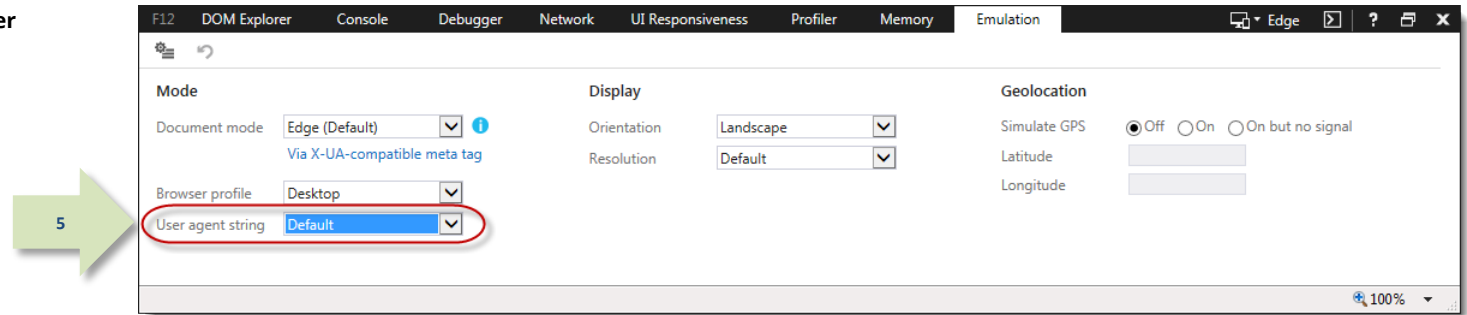 er
F12 DOM Explorer Console Debugger Network UI Responsiveness Profiler Memory Emulation Edge ? x
Mode Display Geolocation
Document mode Edge (Default) i Orientation Landscape Simulate GPS Off On On but no signal
Via X-UA-compatible meta tag Resolution Default Latitude
Browser profile Desktop Longitude
5 User agent string Default
100%